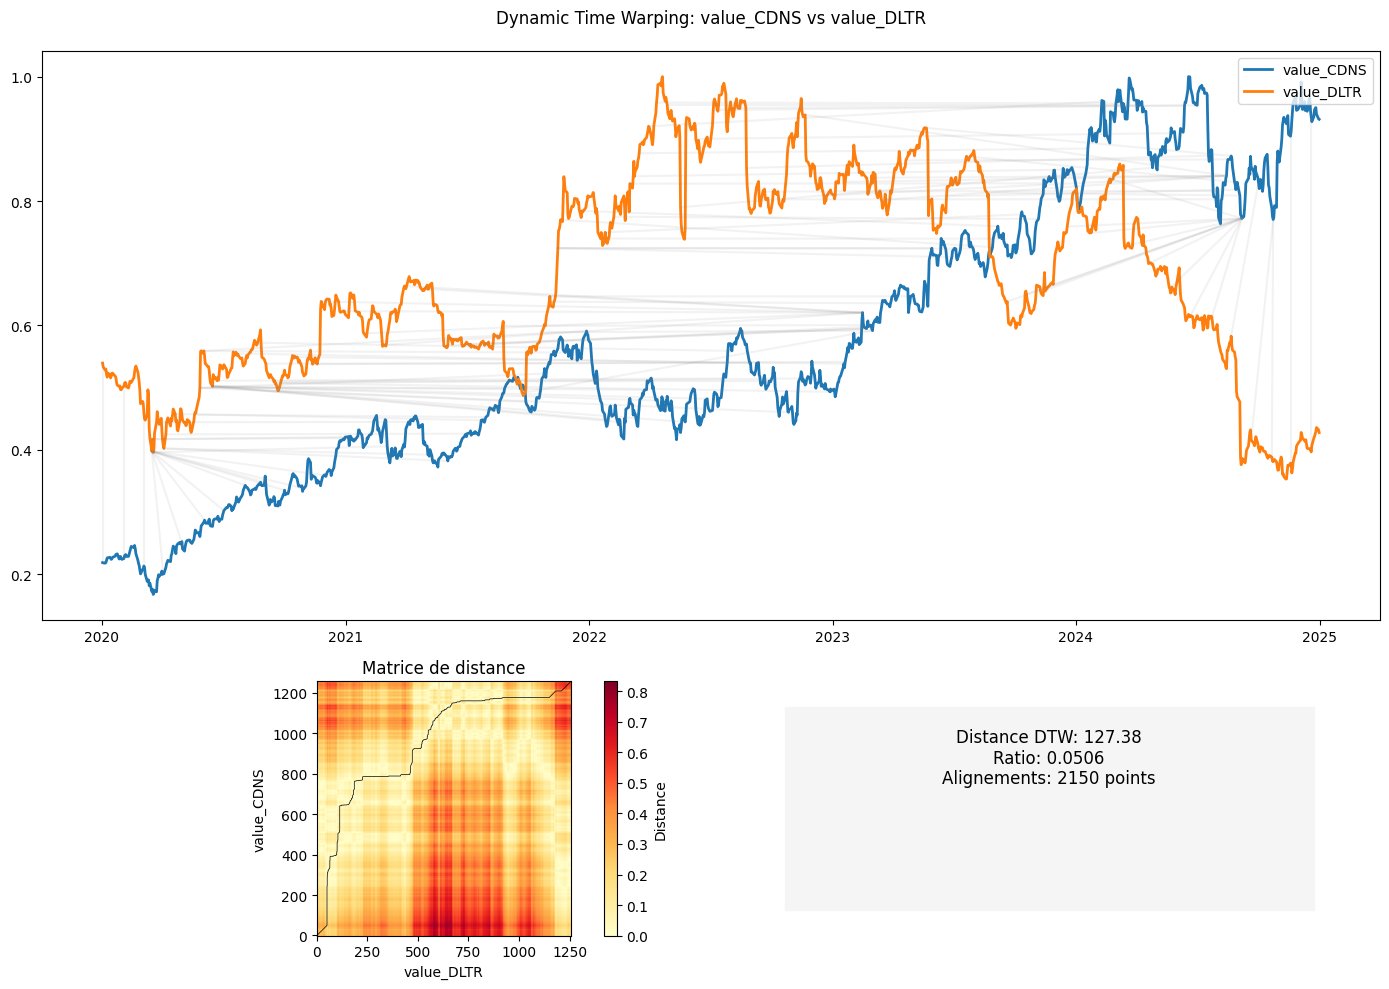 Dynamic Time Warping: value_CDNS vs value_DLTR
value_CDNS
value_DLTR
1.0
0.8
0.6
0.4
0.2
2020 2021 2022 2023 2024 2025
Matrice de distance
value_CDNS
1200
1000
800
600
400
200
0
0 250 500 750 1000 1250
value_DLTR
0.8
0.7
0.6
0.5
0.4
0.3
0.2
0.1
0.0
Distance
Distance DTW: 127.38
Ratio: 0.0506
Alignements: 2150 points